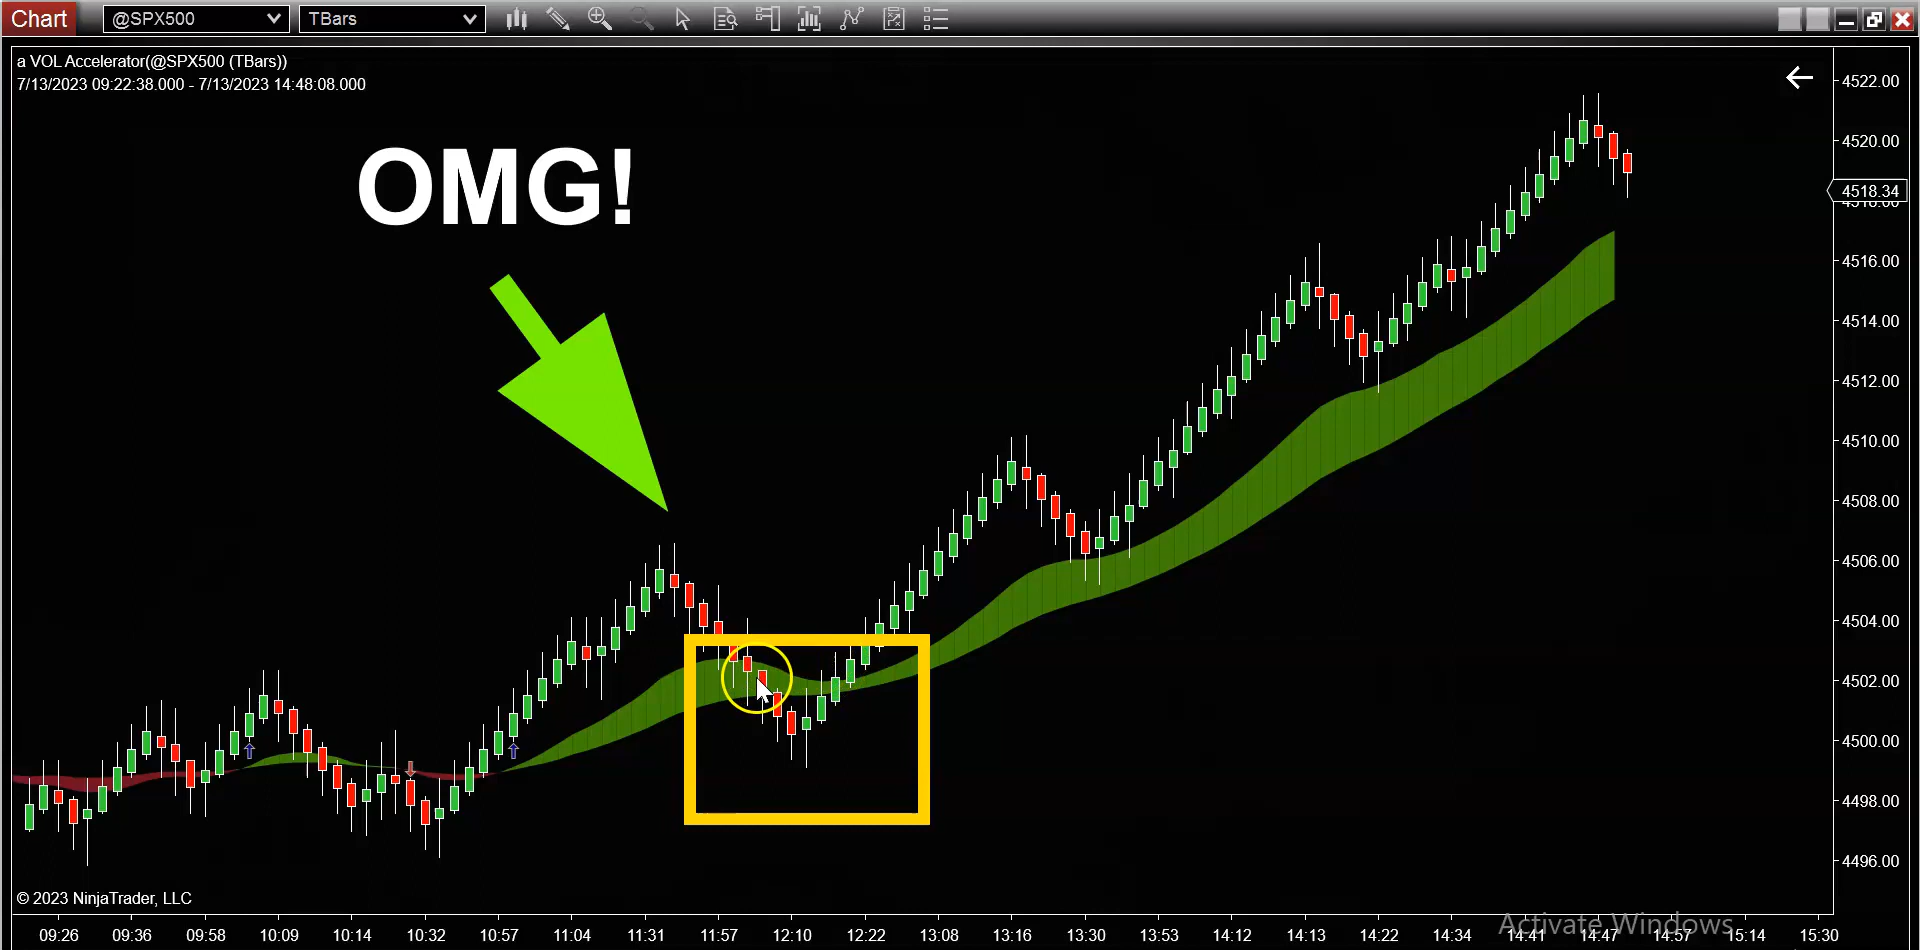 Chart @SPX500 TBars
a VOL Accelerator(@SPX500 (TBars))
7/13/2023 09:22:38.000 - 7/13/2023 14:48:08.000
OMG!
4522.00
4520.00
4518.34
4518.00
4516.00
4514.00
4512.00
4510.00
4508.00
4506.00
4504.00
4502.00
4500.00
4498.00
4496.00
© 2023 NinjaTrader, LLC
Activate Windows
09:26 09:36 09:58 10:09 10:14 10:32 10:57 11:04 11:31 11:57 12:10 12:22 13:08 13:16 13:30 13:53 14:12 14:13 14:22 14:34 14:41 14:47 14:57 15:14 15:30